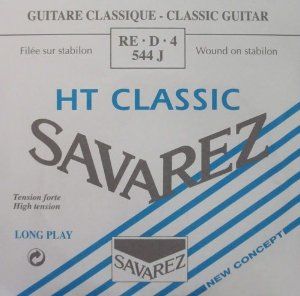 GUITARE CLASSIQUE - CLASSIC GUITAR
Filée sur stabilon
RE · D · 4
544 J
Wound on stabilon
HT CLASSIC
SAVAREZ
Tension forte
High tension
LONG PLAY
SAVAREZ
NEW CONCEPT